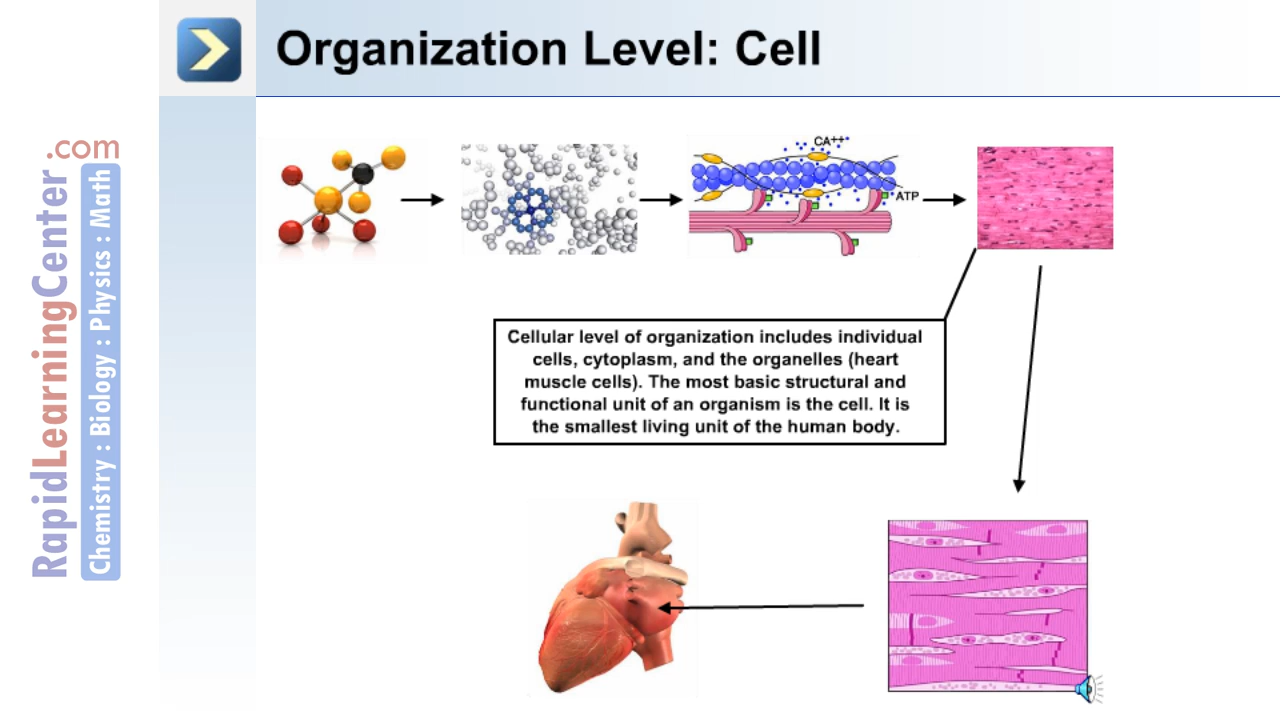 Organization Level: Cell
CA++
ATP
Cellular level of organization includes individual
cells, cytoplasm, and the organelles (heart
muscle cells). The most basic structural and
functional unit of an organism is the cell. It is
the smallest living unit of the human body.
RapidLearningCenter.com
Chemistry : Biology : Physics : Math